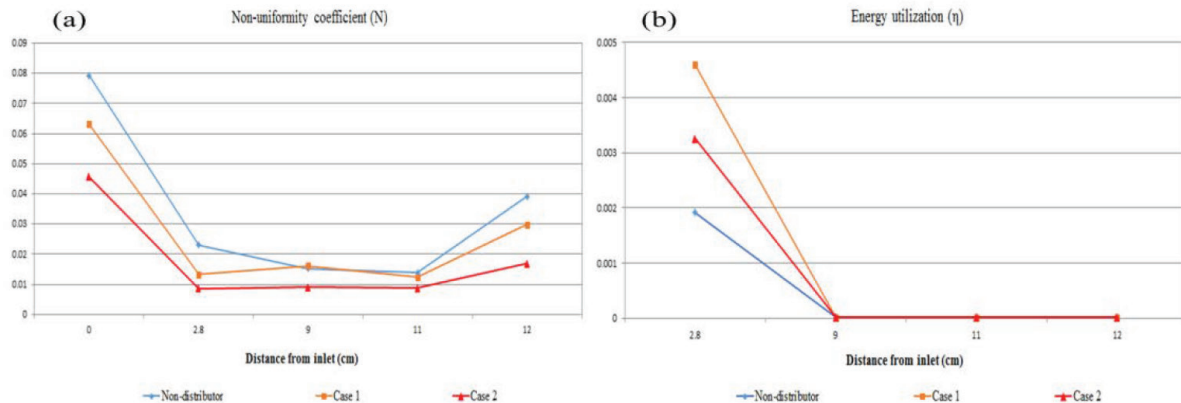 (a)
Non-uniformity coefficient (N)
0.09
0.08
0.07
0.06
0.05
0.04
0.03
0.02
0.01
0
0 2.8 9 11 12
Distance from inlet (cm)
Non-distributor Case 1 Case 2
(b)
Energy utilization (η)
0.005
0.004
0.003
0.002
0.001
0
2.8 9 11 12
Distance from inlet (cm)
Non-distributor Case 1 Case 2